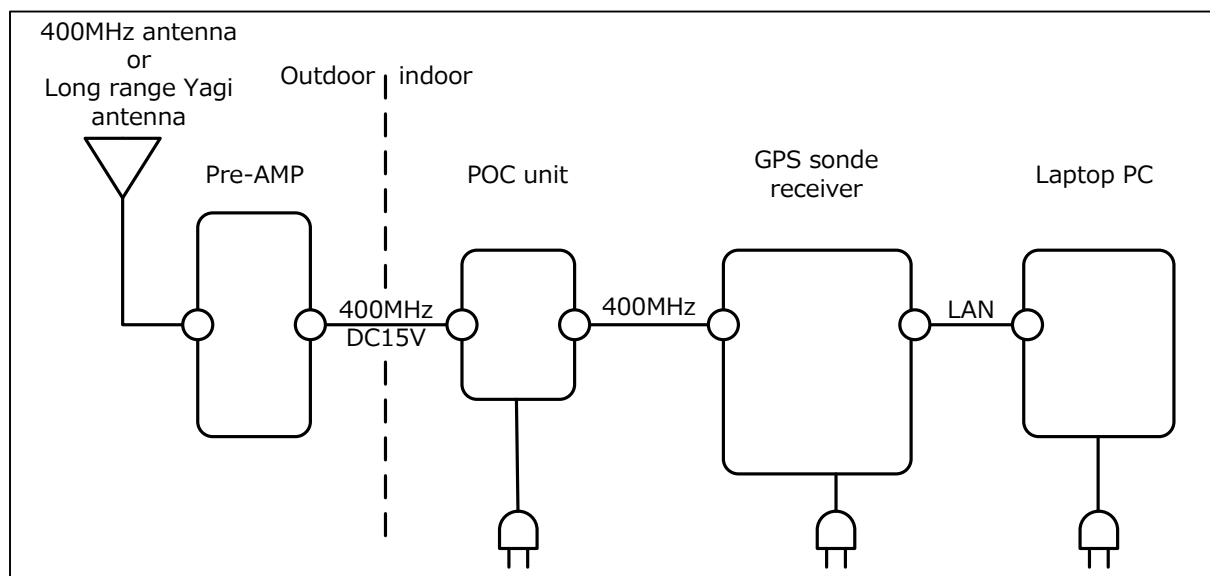 400MHz antenna
or
Long range Yagi
antenna
Outdoor
indoor
Pre-AMP
POC unit
GPS sonde
receiver
Laptop PC
400MHz
DC15V
400MHz
LAN